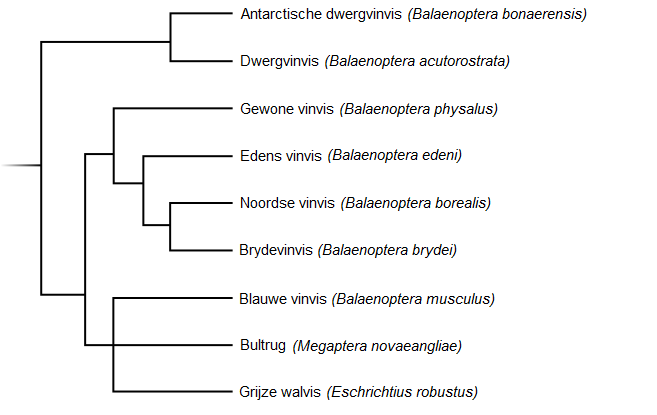 Antarctische dwergvinvis (Balaenoptera bonaerensis)
Dwergvinvis (Balaenoptera acutorostrata)
Gewone vinvis (Balaenoptera physalus)
Edens vinvis (Balaenoptera edeni)
Noordse vinvis (Balaenoptera borealis)
Brydevinvis (Balaenoptera brydei)
Blauwe vinvis (Balaenoptera musculus)
Bultrug (Megaptera novaeangliae)
Grijze walvis (Eschrichtius robustus)